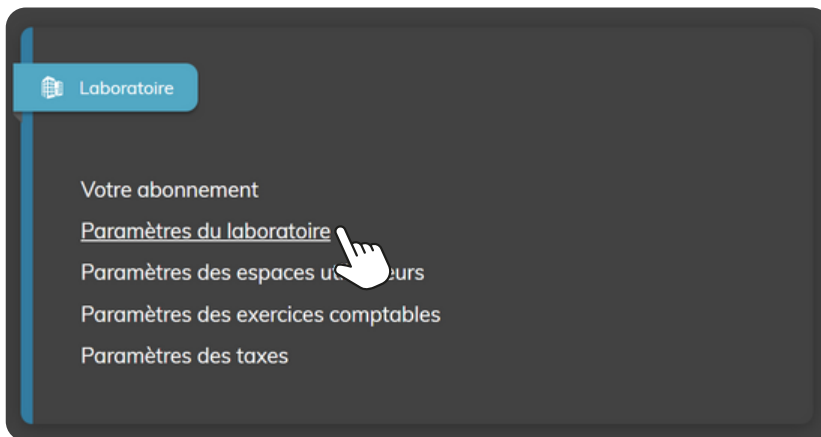 Laboratoire
Votre abonnement
Paramètres du laboratoire
Paramètres des espaces
Paramètres des exercices comptables
Paramètres des taxes